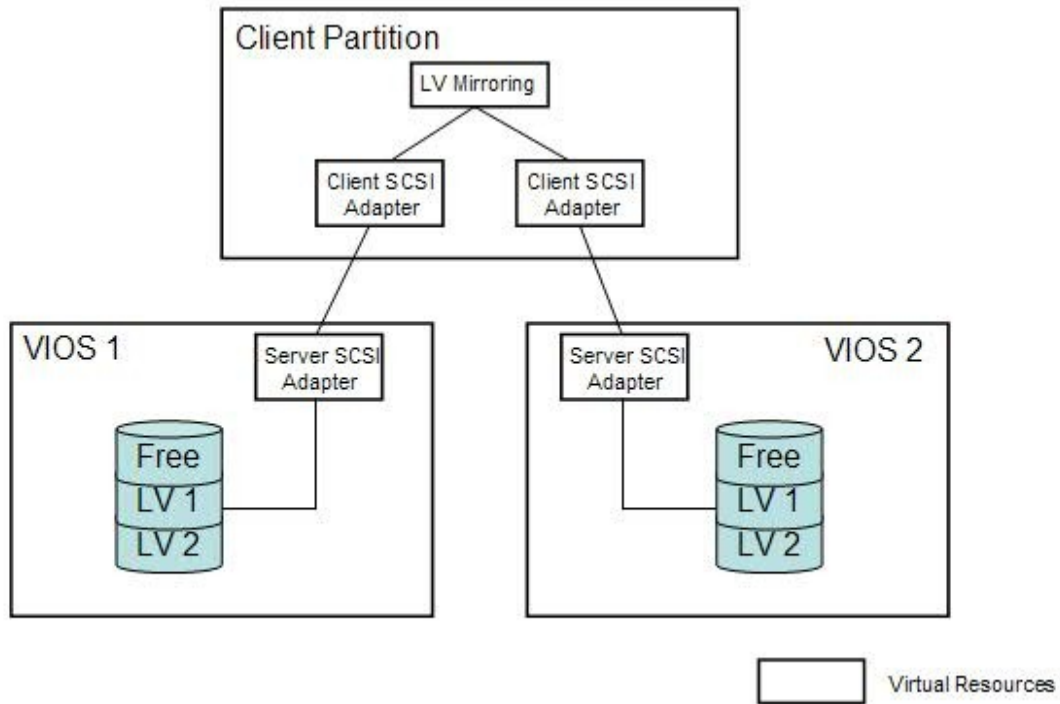 Client Partition
LV Mirroring
Client SCSI
Adapter
Client SCSI
Adapter
VIOS 1
Server SCSI
Adapter
Free
LV 1
LV 2
VIOS 2
Server SCSI
Adapter
Free
LV 1
LV 2
Virtual Resources